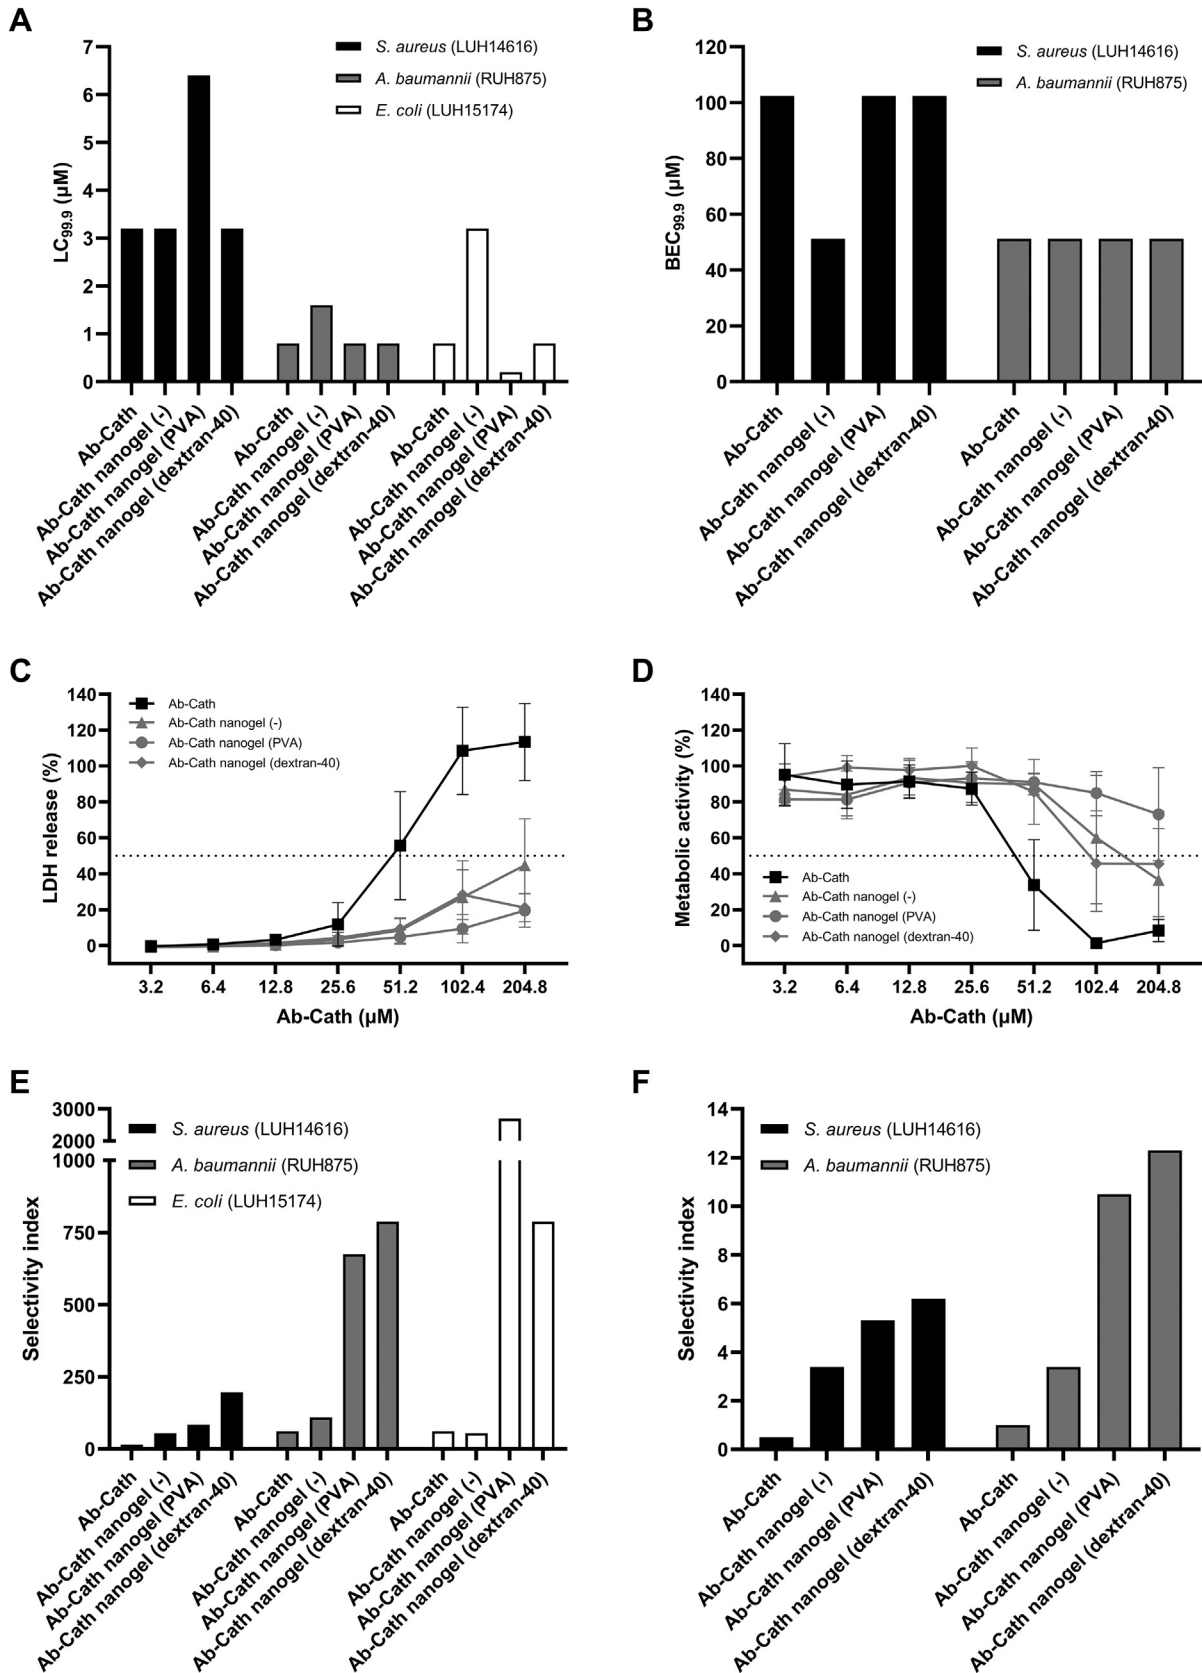 A
7
6
5
4
3
2
1
0
LC99.9 (µM)
S. aureus (LUH14616)
A. baumannii (RUH875)
E. coli (LUH15174)
Ab-Cath
Ab-Cath nanogel (-)
Ab-Cath nanogel (PVA)
Ab-Cath nanogel (dextran-40)
Ab-Cath
Ab-Cath nanogel (-)
Ab-Cath nanogel (PVA)
Ab-Cath nanogel (dextran-40)
Ab-Cath
Ab-Cath nanogel (-)
Ab-Cath nanogel (PVA)
Ab-Cath nanogel (dextran-40)
B
120
100
80
60
40
20
0
BEC99.9 (µM)
S. aureus (LUH14616)
A. baumannii (RUH875)
Ab-Cath
Ab-Cath nanogel (-)
Ab-Cath nanogel (PVA)
Ab-Cath nanogel (dextran-40)
Ab-Cath
Ab-Cath nanogel (-)
Ab-Cath nanogel (PVA)
Ab-Cath nanogel (dextran-40)
C
140
120
100
80
60
40
20
0
LDH release (%)
Ab-Cath
Ab-Cath nanogel (-)
Ab-Cath nanogel (PVA)
Ab-Cath nanogel (dextran-40)
3.2 6.4 12.8 25.6 51.2 102.4 204.8
Ab-Cath (µM)
D
140
120
100
80
60
40
20
0
Metabolic activity (%)
Ab-Cath
Ab-Cath nanogel (-)
Ab-Cath nanogel (PVA)
Ab-Cath nanogel (dextran-40)
3.2 6.4 12.8 25.6 51.2 102.4 204.8
Ab-Cath (µM)
E
3000
2000
1000
750
500
250
0
Selectivity index
S. aureus (LUH14616)
A. baumannii (RUH875)
E. coli (LUH15174)
Ab-Cath
Ab-Cath nanogel (-)
Ab-Cath nanogel (PVA)
Ab-Cath nanogel (dextran-40)
Ab-Cath
Ab-Cath nanogel (-)
Ab-Cath nanogel (PVA)
Ab-Cath nanogel (dextran-40)
Ab-Cath
Ab-Cath nanogel (-)
Ab-Cath nanogel (PVA)
Ab-Cath nanogel (dextran-40)
F
14
12
10
8
6
4
2
0
Selectivity index
S. aureus (LUH14616)
A. baumannii (RUH875)
Ab-Cath
Ab-Cath nanogel (-)
Ab-Cath nanogel (PVA)
Ab-Cath nanogel (dextran-40)
Ab-Cath
Ab-Cath nanogel (-)
Ab-Cath nanogel (PVA)
Ab-Cath nanogel (dextran-40)